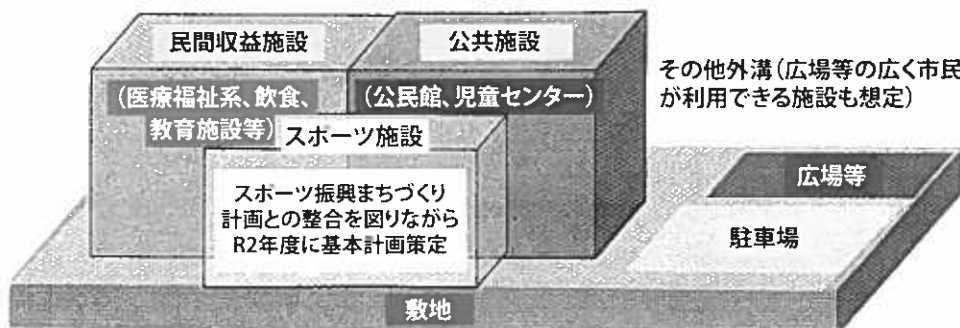 民間収益施設
公共施設
(医療福祉系、飲食、
教育施設等)
(公民館、児童センター)
その他外溝(広場等の広く市民
が利用できる施設も想定)
スポーツ施設
スポーツ振興まちづくり
計画との整合を図りながら
R2年度に基本計画策定
広場等
駐車場
敷地